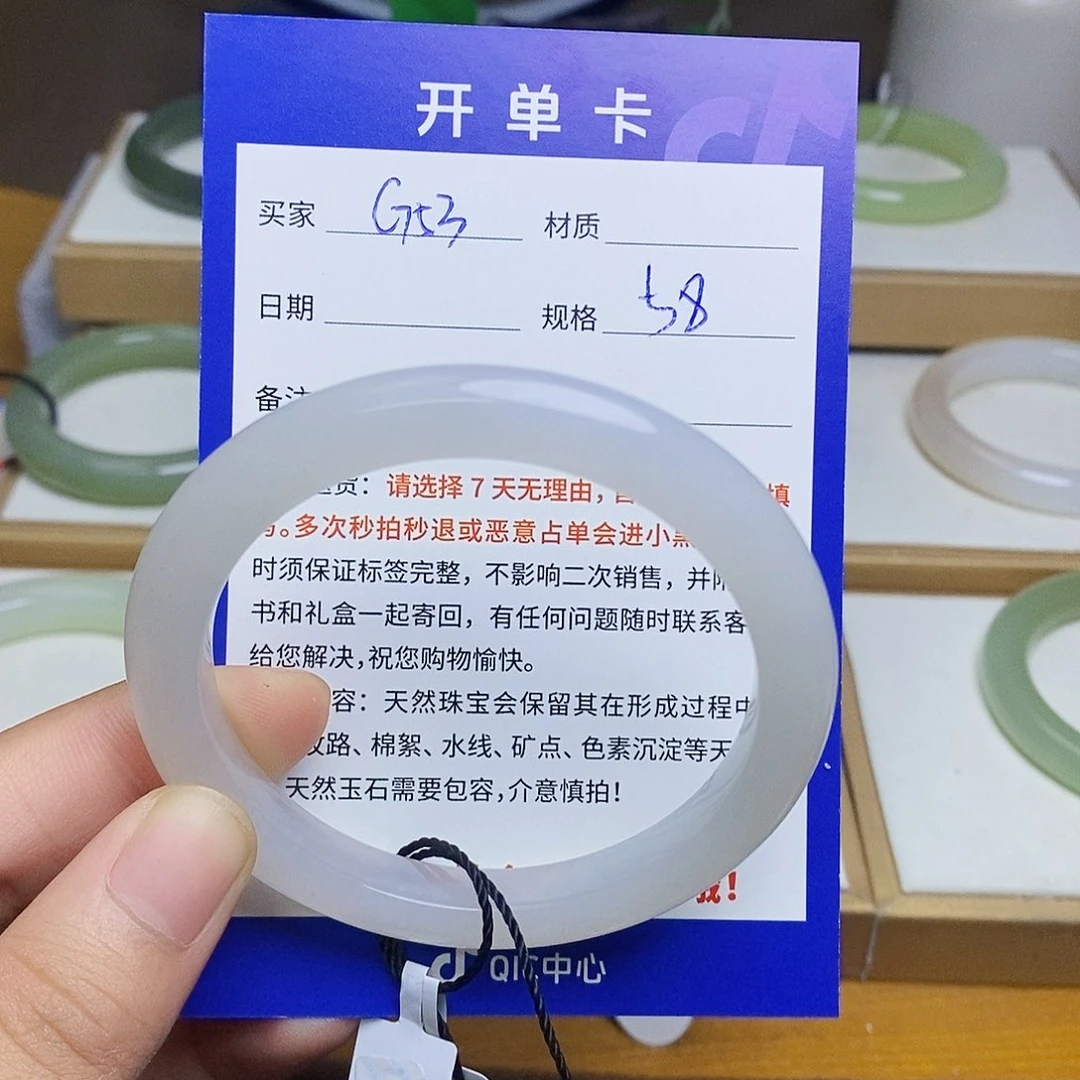 开单卡
买家 Gt3 材质
日期 规格 58
备注
货：请选择 7 天无理由，
。多次秒拍秒退或恶意占单会进小黑
时须保证标签完整，不影响二次销售，并附
书和礼盒一起寄回，有任何问题随时联系客
给您解决，祝您购物愉快。
容：天然珠宝会保留其在形成过程中
纹路、棉絮、水线、矿点、色素沉淀等天
天然玉石需要包容，介意慎拍！
QIC中心